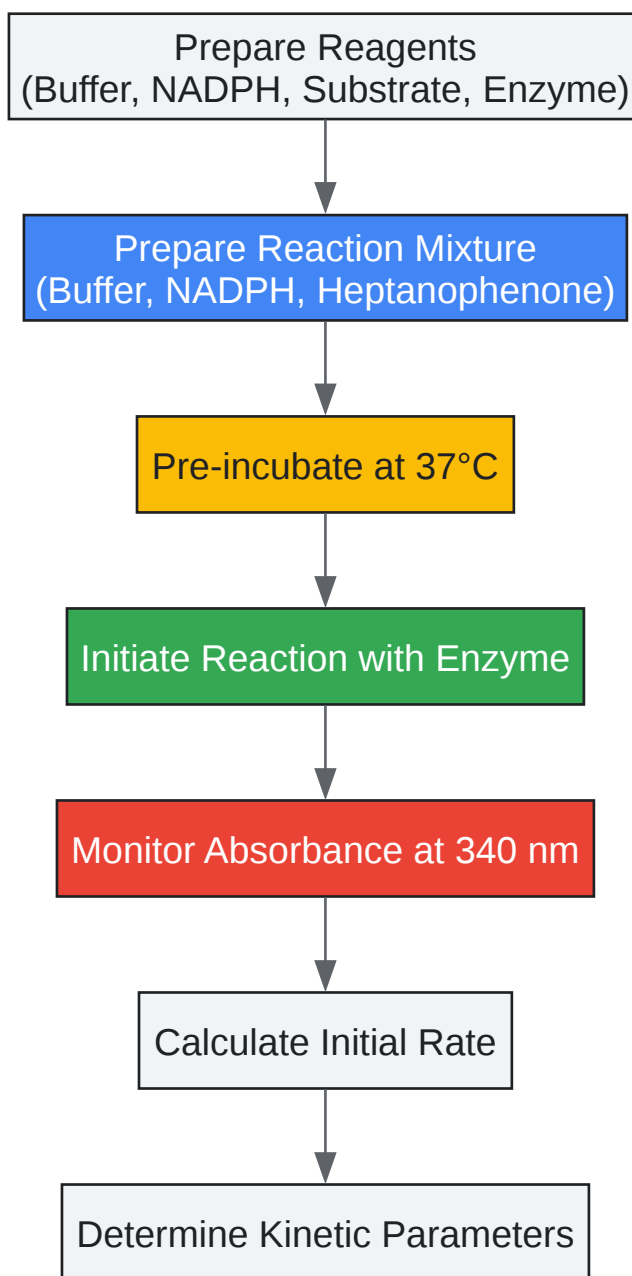 Prepare Reagents
(Buffer, NADPH, Substrate, Enzyme)
Prepare Reaction Mixture
(Buffer, NADPH, Heptanophenone)
Pre-incubate at 37°C
Initiate Reaction with Enzyme
Monitor Absorbance at 340 nm
Calculate Initial Rate
Determine Kinetic Parameters